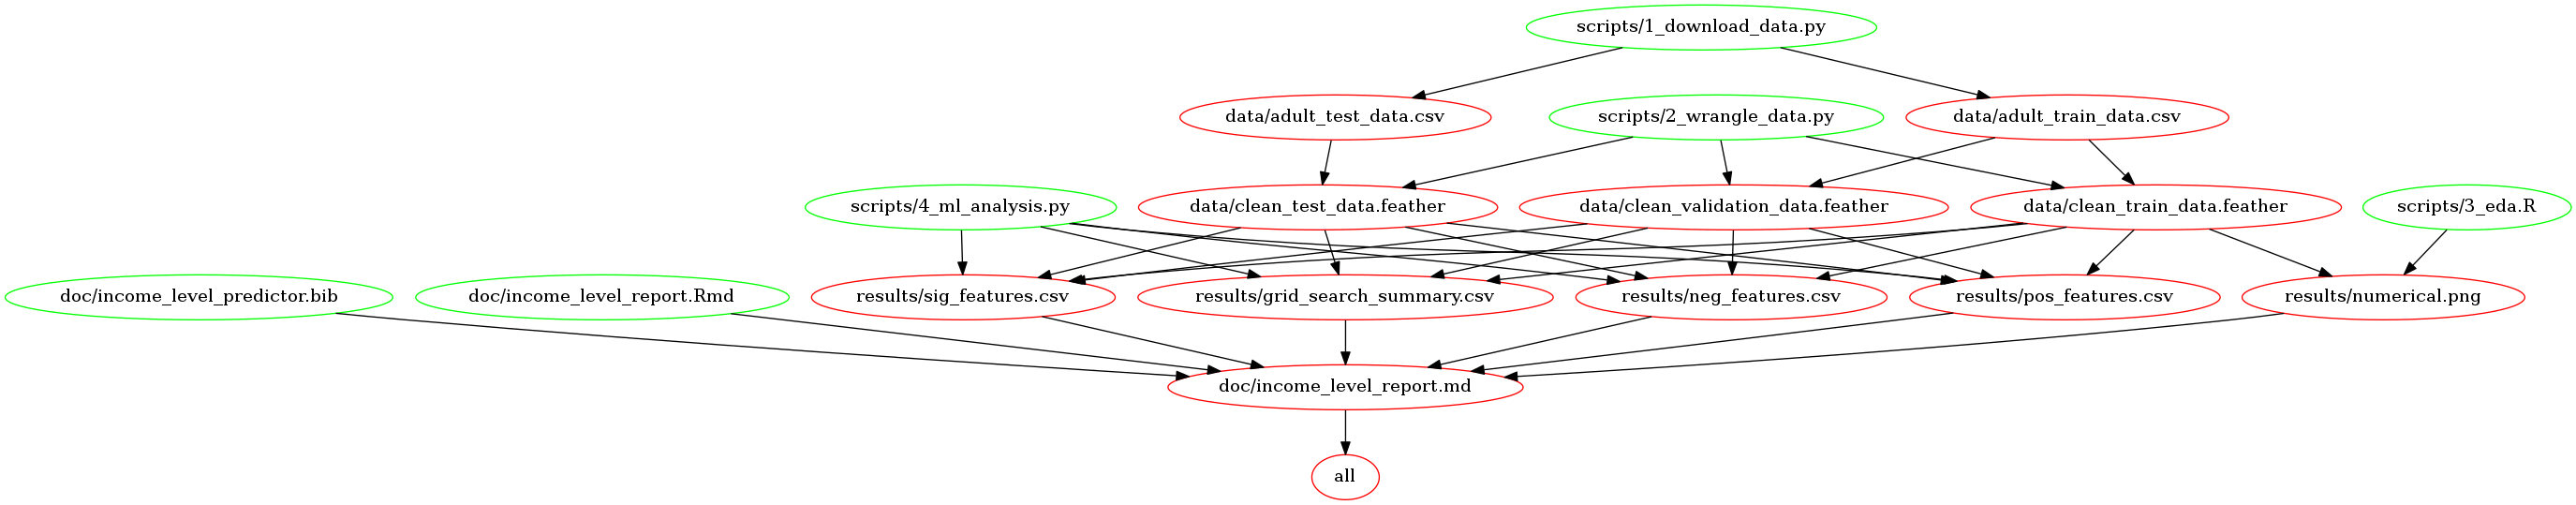 scripts/1_download_data.py
data/adult_test_data.csv
scripts/2_wrangle_data.py
data/adult_train_data.csv
scripts/4_ml_analysis.py
data/clean_test_data.feather
data/clean_validation_data.feather
data/clean_train_data.feather
scripts/3_eda.R
doc/income_level_predictor.bib
doc/income_level_report.Rmd
results/sig_features.csv
results/grid_search_summary.csv
results/neg_features.csv
results/pos_features.csv
results/numerical.png
doc/income_level_report.md
all